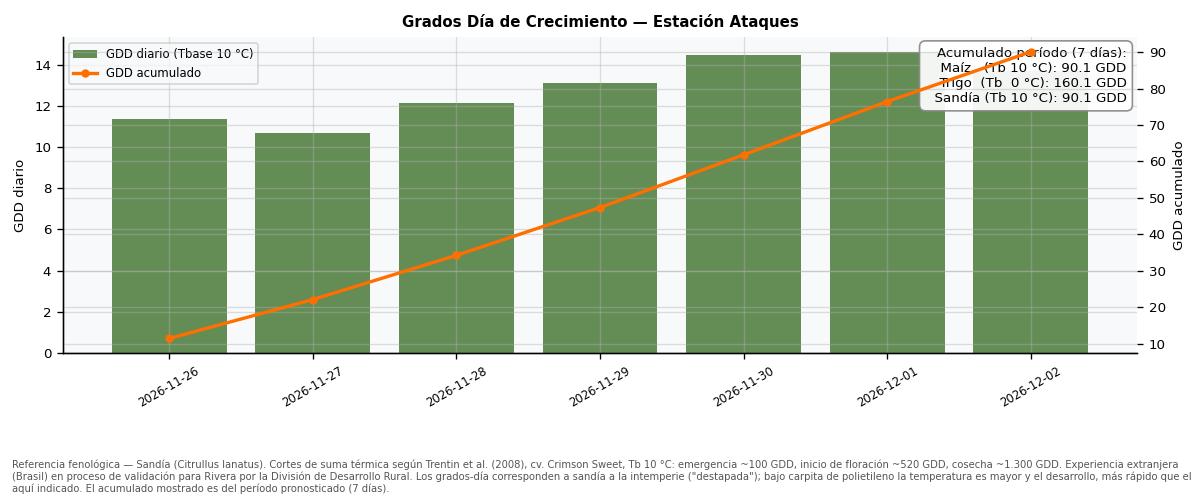 Grados Día de Crecimiento — Estación Ataques
GDD diario (Tbase 10 °C)
GDD acumulado
Acumulado período (7 días):
Maíz (Tb 10 °C): 90.1 GDD
Trigo (Tb 0 °C): 160.1 GDD
Sandía (Tb 10 °C): 90.1 GDD
GDD diario
14
12
10
8
6
4
2
0
GDD acumulado
90
80
70
60
50
40
30
20
10
2026-11-26
2026-11-27
2026-11-28
2026-11-29
2026-11-30
2026-12-01
2026-12-02
Referencia fenológica — Sandía (Citrullus lanatus). Cortes de suma térmica según Trentin et al. (2008), cv. Crimson Sweet, Tb 10 °C: emergencia ~100 GDD, inicio de floración ~520 GDD, cosecha ~1.300 GDD. Experiencia extranjera
(Brasil) en proceso de validación para Rivera por la División de Desarrollo Rural. Los grados-día corresponden a sandía a la intemperie ("destapada"); bajo carpita de polietileno la temperatura es mayor y el desarrollo, más rápido que el
aquí indicado. El acumulado mostrado es del período pronosticado (7 días).